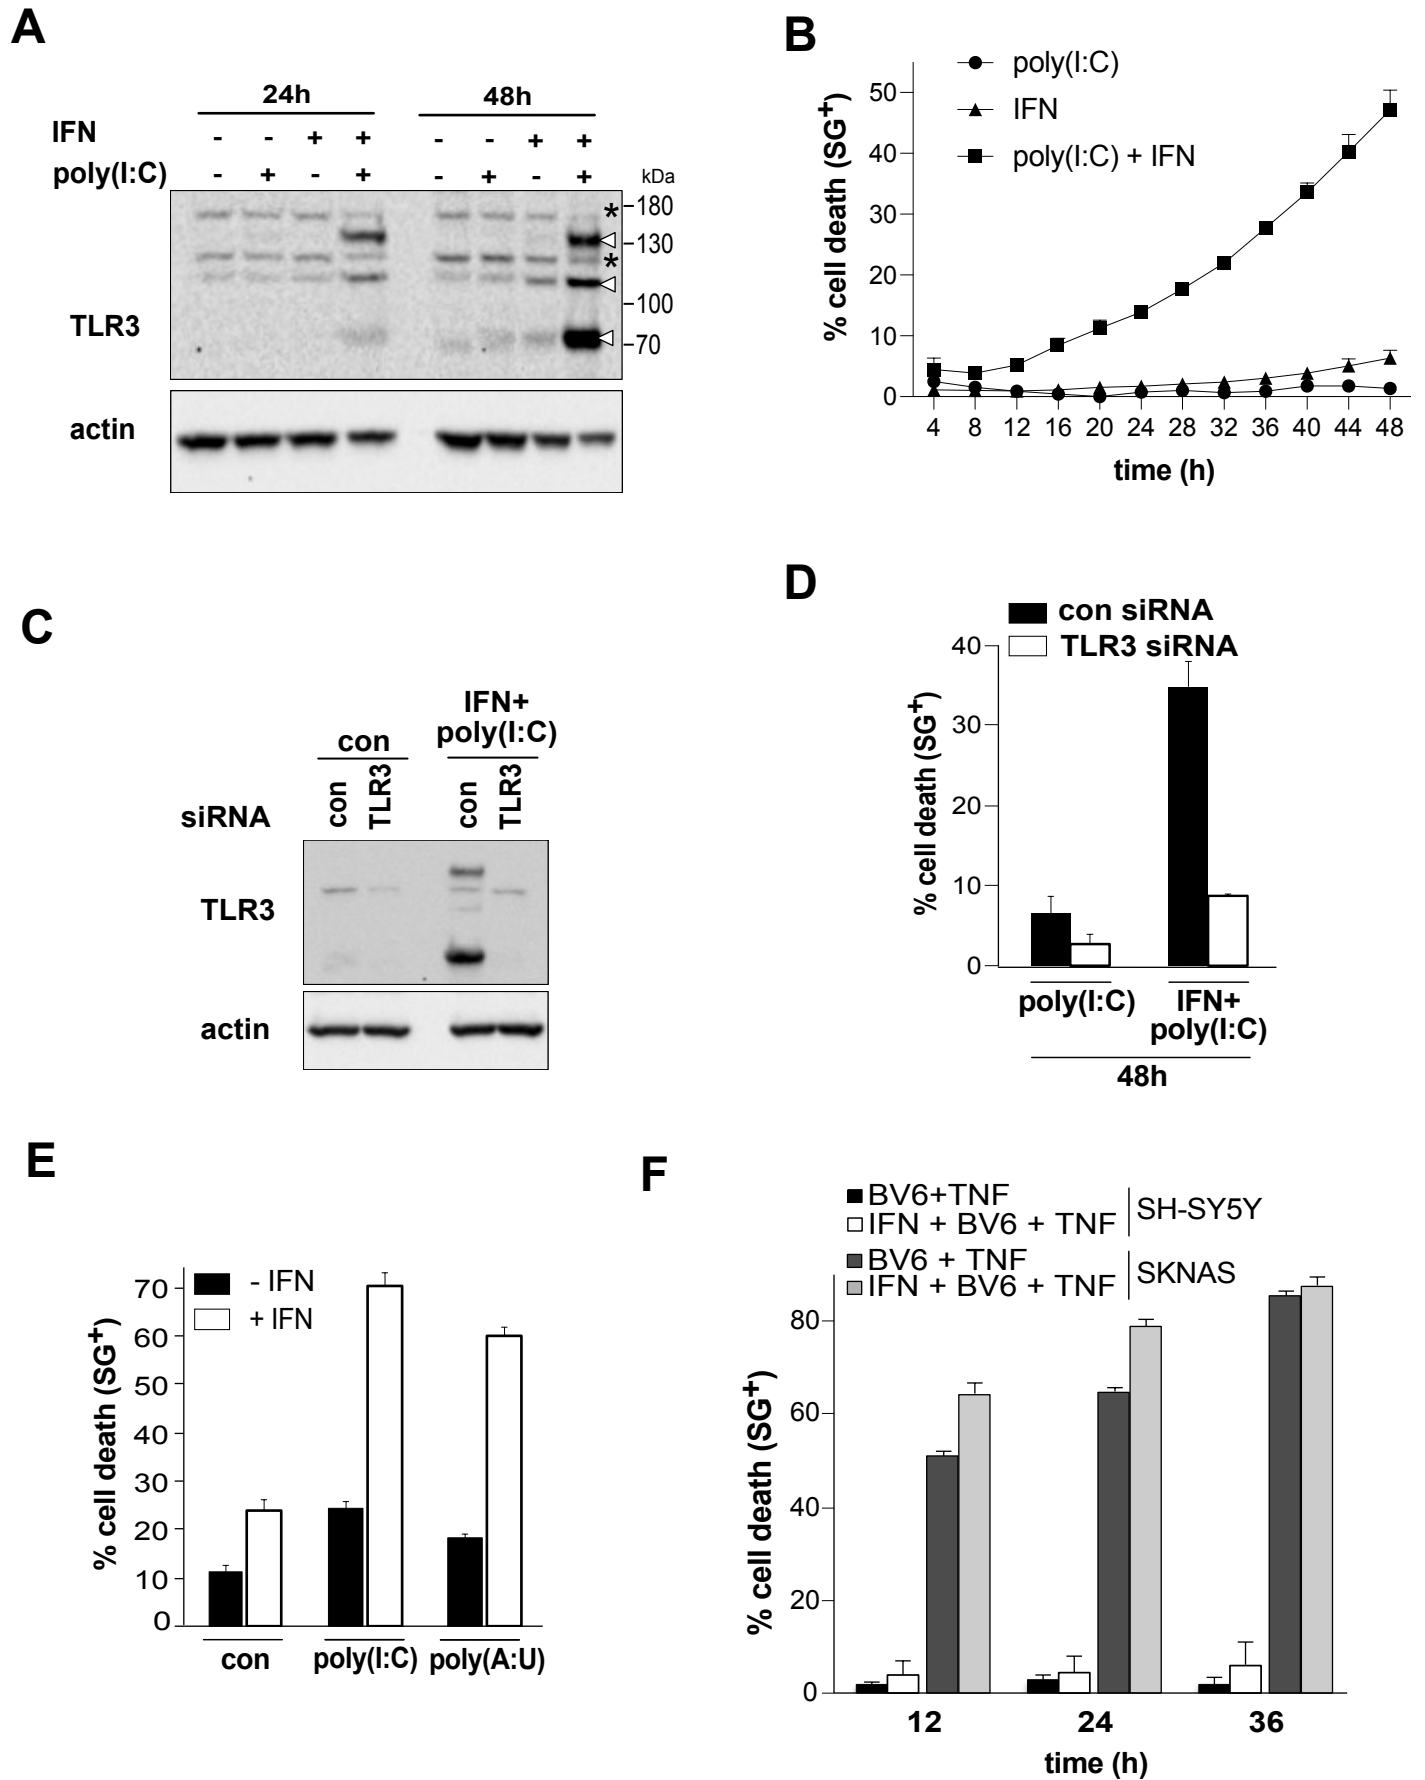 A
24h 48h
IFN - - + + - - + +
poly(I:C) - + - + - + - +
kDa
180
*
130
*
100
70
TLR3
actin
B
poly(I:C)
IFN
poly(I:C) + IFN
% cell death (SG+)
50
40
30
20
10
0
4 8 12 16 20 24 28 32 36 40 44 48
time (h)
C
con
IFN+
poly(I:C)
siRNA con TLR3 con TLR3
TLR3
actin
D
con siRNA
TLR3 siRNA
% cell death (SG+)
40
30
20
10
0
poly(I:C)
IFN+
poly(I:C)
48h
E
- IFN
+ IFN
% cell death (SG+)
70
60
50
40
30
20
10
0
con poly(I:C) poly(A:U)
F
BV6+TNF
IFN + BV6 + TNF
SH-SY5Y
BV6 + TNF
IFN + BV6 + TNF
SKNAS
% cell death (SG+)
80
60
40
20
0
12 24 36
time (h)